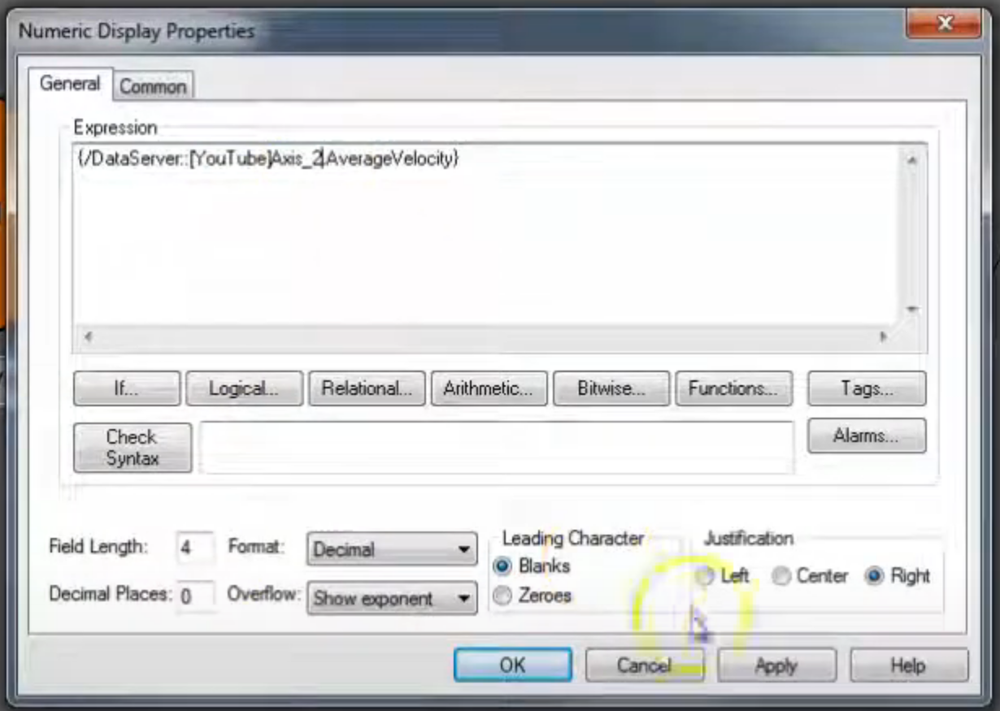 Numeric Display Properties
General
Common
Expression
{/DataServer::[YouTube]Axis_2.AverageVelocity}
If...
Logical...
Relational...
Arithmetic...
Bitwise...
Functions...
Tags...
Check
Syntax
Alarms...
Field Length: 4 Format: Decimal
Decimal Places: 0 Overflow: Show exponent
Leading Character
Blanks
Zeroes
Justification
Left Center Right
OK
Cancel
Apply
Help